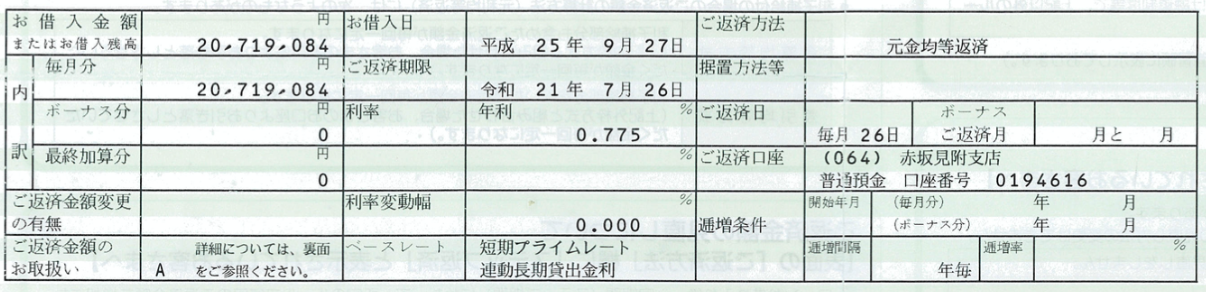 お借入金額
またはお借入残高
円
20,719,084
お借入日
平成 25年 9月 27日
ご返済方法
元金均等返済
内訳
毎月分
円
20,719,084
ご返済期限
令和 21年 7月 26日
据置方法等
ボーナス分
円
0
利率
年利
%
0.775
ご返済日
毎月 26日
ボーナス
ご返済月
月と 月
最終加算分
円
0
%
ご返済口座
(064) 赤坂見附支店
普通預金 口座番号 0194616
ご返済金額変更
の有無
利率変動幅
%
0.000
逓増条件
開始年月
(毎月分) 年 月
(ボーナス分) 年 月
ご返済金額の
お取扱い
A
詳細については、裏面
をご参照ください。
ベースレート
短期プライムレート
連動長期貸出金利
逓増間隔
年毎
逓増率
%